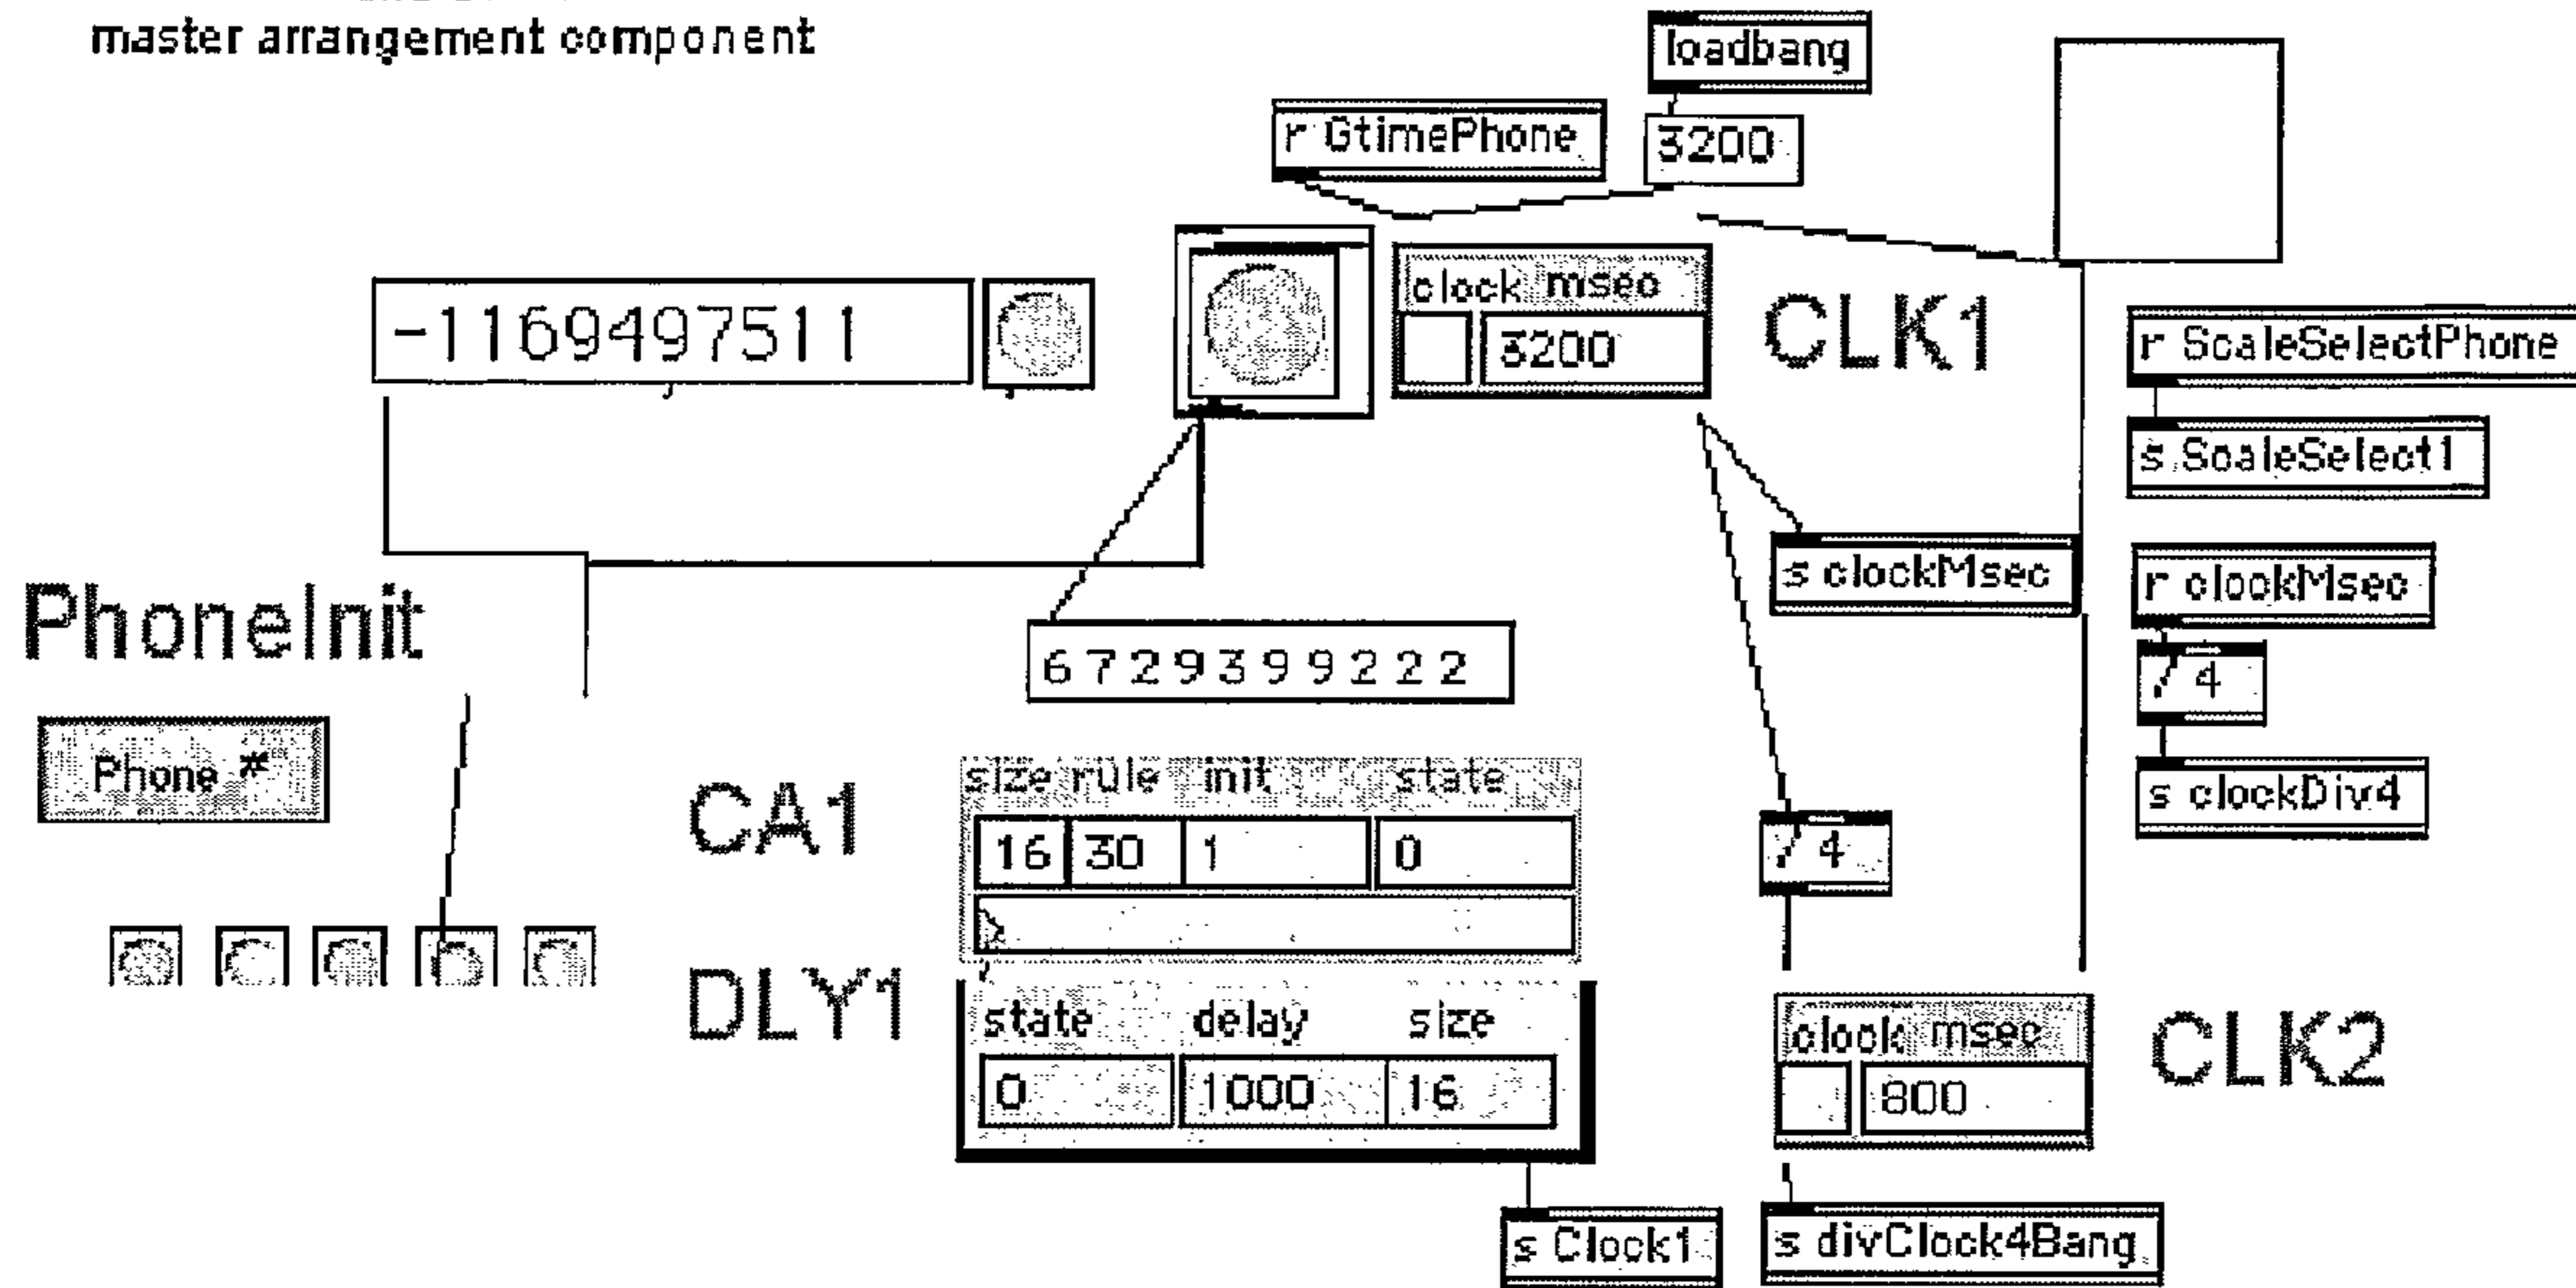 master arrangement component
loadbang
r GtimePhone
3200
clock msec
-1169497511
3200
CLK1
r ScaleSelectPhone
s ScaleSelect1
s clockMsec
r clockMsec
PhoneInit
6729399222
/ 4
Phone *
size rule init state
s clockDiv4
CA1
16 30 1 0
/ 4
DLY1
state delay size
clock msec
CLK2
0 1000 16
800
s Clock1
s divClock4Bang